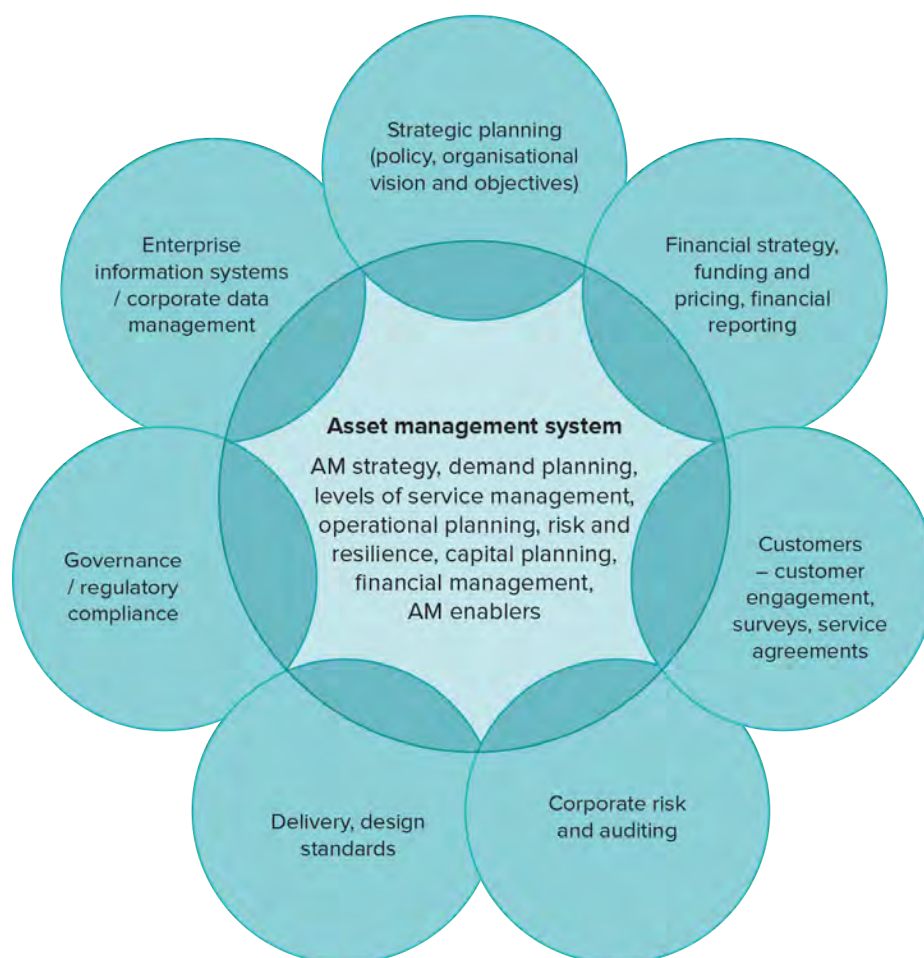 Strategic planning
(policy, organisational
vision and objectives)
Enterprise
information systems
/ corporate data
management
Financial strategy,
funding and
pricing, financial
reporting
Asset management system
AM strategy, demand planning,
levels of service management,
operational planning, risk and
resilience, capital planning,
financial management,
AM enablers
Governance
/ regulatory
compliance
Customers
– customer
engagement,
surveys, service
agreements
Delivery, design
standards
Corporate risk
and auditing